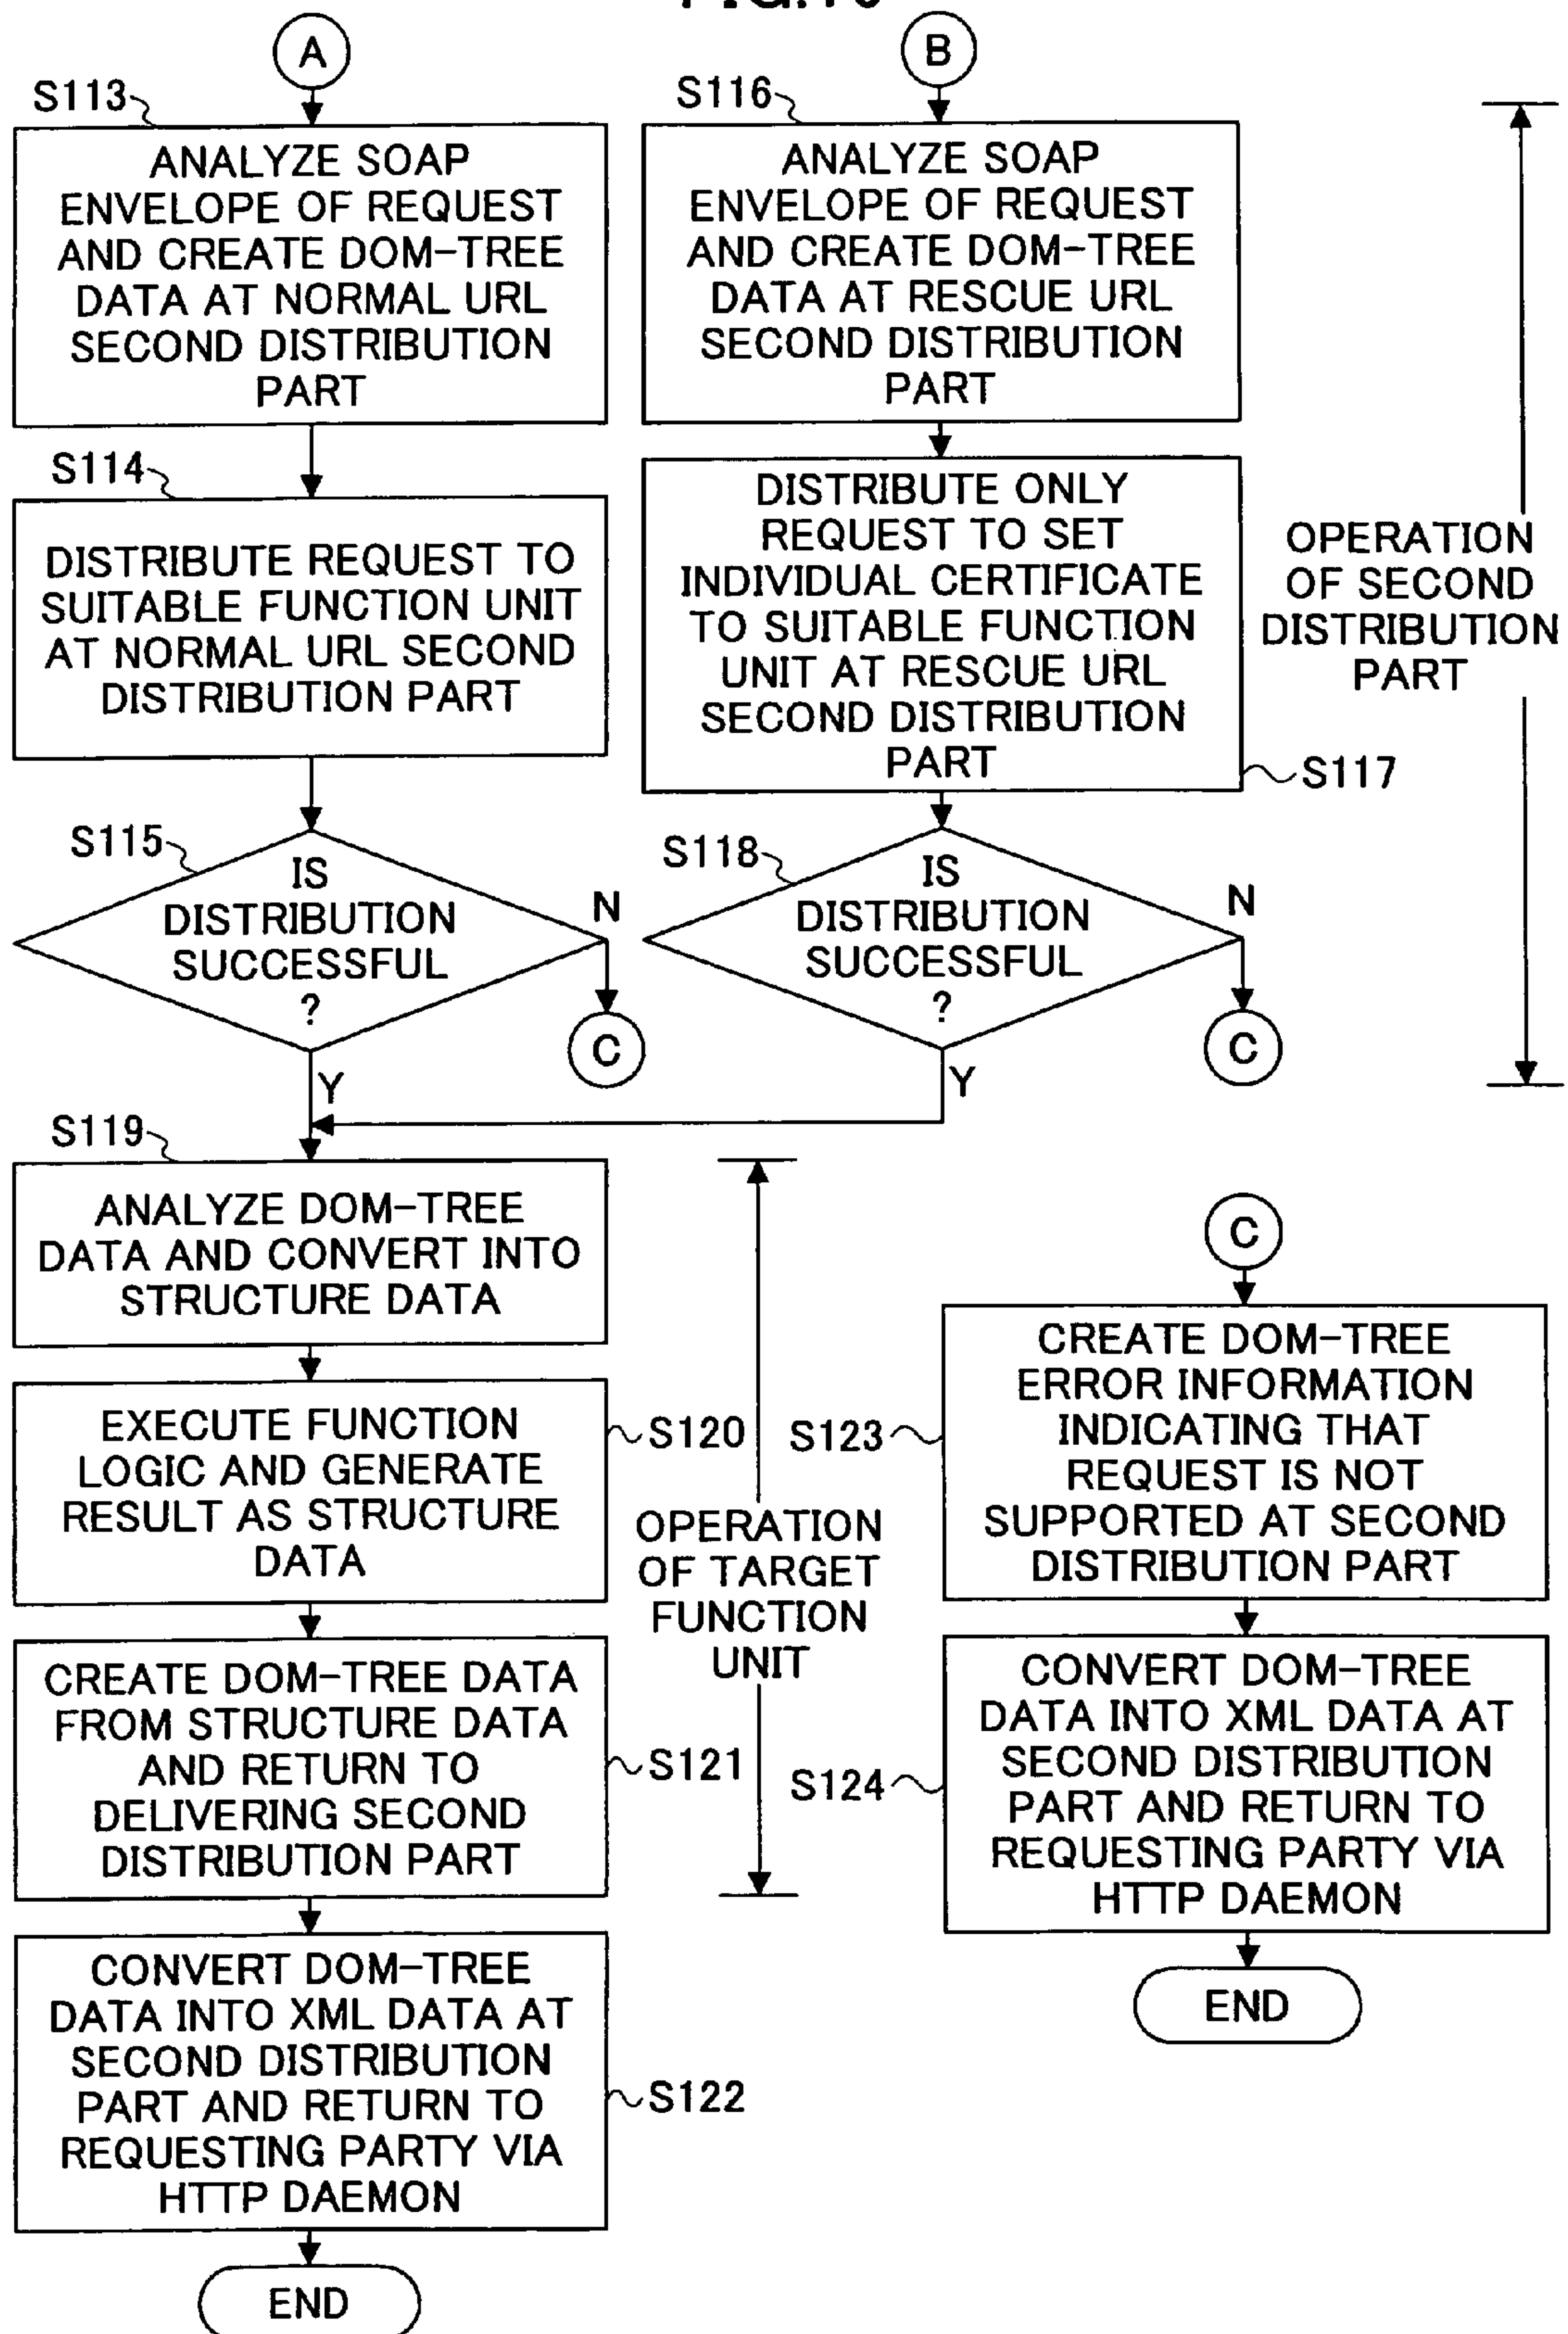 A
S113
ANALYZE SOAP
ENVELOPE OF REQUEST
AND CREATE DOM-TREE
DATA AT NORMAL URL
SECOND DISTRIBUTION
PART
S114
DISTRIBUTE REQUEST TO
SUITABLE FUNCTION UNIT
AT NORMAL URL SECOND
DISTRIBUTION PART
S115
IS
DISTRIBUTION
SUCCESSFUL
?
N
C
Y
B
S116
ANALYZE SOAP
ENVELOPE OF REQUEST
AND CREATE DOM-TREE
DATA AT RESCUE URL
SECOND DISTRIBUTION
PART
DISTRIBUTE ONLY
REQUEST TO SET
INDIVIDUAL CERTIFICATE
TO SUITABLE FUNCTION
UNIT AT RESCUE URL
SECOND DISTRIBUTION
PART
S117
S118
IS
DISTRIBUTION
SUCCESSFUL
?
N
C
Y
OPERATION
OF SECOND
DISTRIBUTION
PART
S119
ANALYZE DOM-TREE
DATA AND CONVERT INTO
STRUCTURE DATA
EXECUTE FUNCTION
LOGIC AND GENERATE
RESULT AS STRUCTURE
DATA
S120
CREATE DOM-TREE DATA
FROM STRUCTURE DATA
AND RETURN TO
DELIVERING SECOND
DISTRIBUTION PART
S121
OPERATION
OF TARGET
FUNCTION
UNIT
CONVERT DOM-TREE
DATA INTO XML DATA AT
SECOND DISTRIBUTION
PART AND RETURN TO
REQUESTING PARTY VIA
HTTP DAEMON
S122
END
C
S123
CREATE DOM-TREE
ERROR INFORMATION
INDICATING THAT
REQUEST IS NOT
SUPPORTED AT SECOND
DISTRIBUTION PART
S124
CONVERT DOM-TREE
DATA INTO XML DATA AT
SECOND DISTRIBUTION
PART AND RETURN TO
REQUESTING PARTY VIA
HTTP DAEMON
END